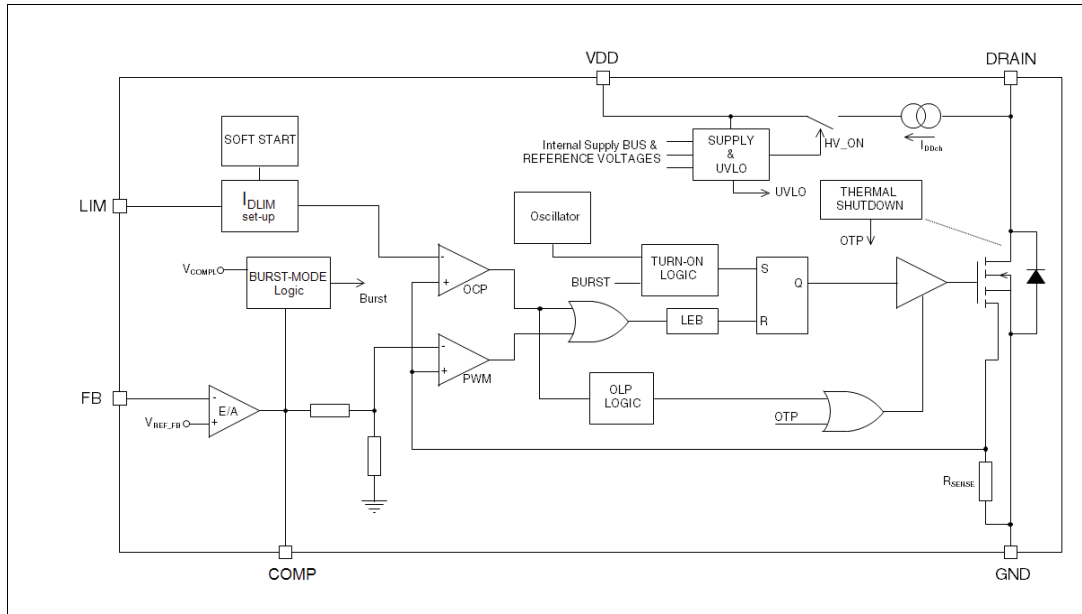 VDD
DRAIN
SOFT START
Internal Supply BUS &
REFERENCE VOLTAGES
SUPPLY
&
UVLO
HV_ON
IDDch
UVLO
LIM
IDLIM
set-up
Oscillator
THERMAL
SHUTDOWN
OTP
VCOMPL
BURST-MODE
Logic
Burst
OCP
BURST
TURN-ON
LOGIC
S
Q
R
LEB
PWM
FB
E/A
VREF_FB
OLP
LOGIC
OTP
RSENSE
COMP
GND